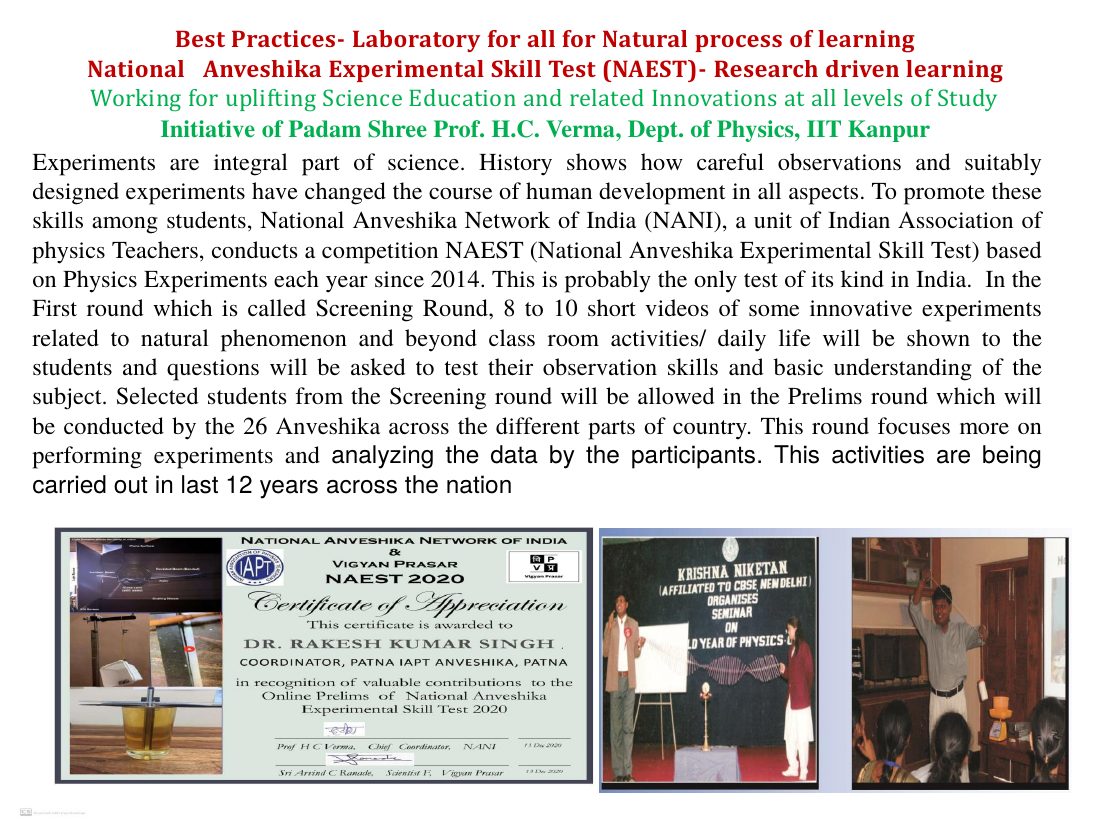 Best Practices- Laboratory for all for Natural process of learning
National Anveshika Experimental Skill Test (NAEST)- Research driven learning
Working for uplifting Science Education and related Innovations at all levels of Study
Initiative of Padam Shree Prof. H.C. Verma, Dept. of Physics, IIT Kanpur
Experiments are integral part of science. History shows how careful observations and suitably
designed experiments have changed the course of human development in all aspects. To promote these
skills among students, National Anveshika Network of India (NANI), a unit of Indian Association of
physics Teachers, conducts a competition NAEST (National Anveshika Experimental Skill Test) based
on Physics Experiments each year since 2014. This is probably the only test of its kind in India. In the
First round which is called Screening Round, 8 to 10 short videos of some innovative experiments
related to natural phenomenon and beyond class room activities/ daily life will be shown to the
students and questions will be asked to test their observation skills and basic understanding of the
subject. Selected students from the Screening round will be allowed in the Prelims round which will
be conducted by the 26 Anveshika across the different parts of country. This round focuses more on
performing experiments and analyzing the data by the participants. This activities are being
carried out in last 12 years across the nation
NATIONAL ANVESHIKA NETWORK OF INDIA
&
VIGYAN PRASAR
NAEST 2020
IAPT
वि P
V प्र
Vigyan Prasar
Certificate of Appreciation
This certificate is awarded to
DR. RAKESH KUMAR SINGH .
COORDINATOR, PATNA IAPT ANVESHIKA, PATNA
in recognition of valuable contributions to the
Online Prelims of National Anveshika
Experimental Skill Test 2020
Prof H C Verma, Chief Coordinator, NANI 13 Dec 2020
Sri Arvind C Ranade, Scientist F, Vigyan Prasar 13 Dec 2020
KRISHNA NIKETAN
(AFFILIATED TO CBSE NEW DELHI)
ORGANISES
SEMINAR
ON
LD YEAR OF PHYSICS-